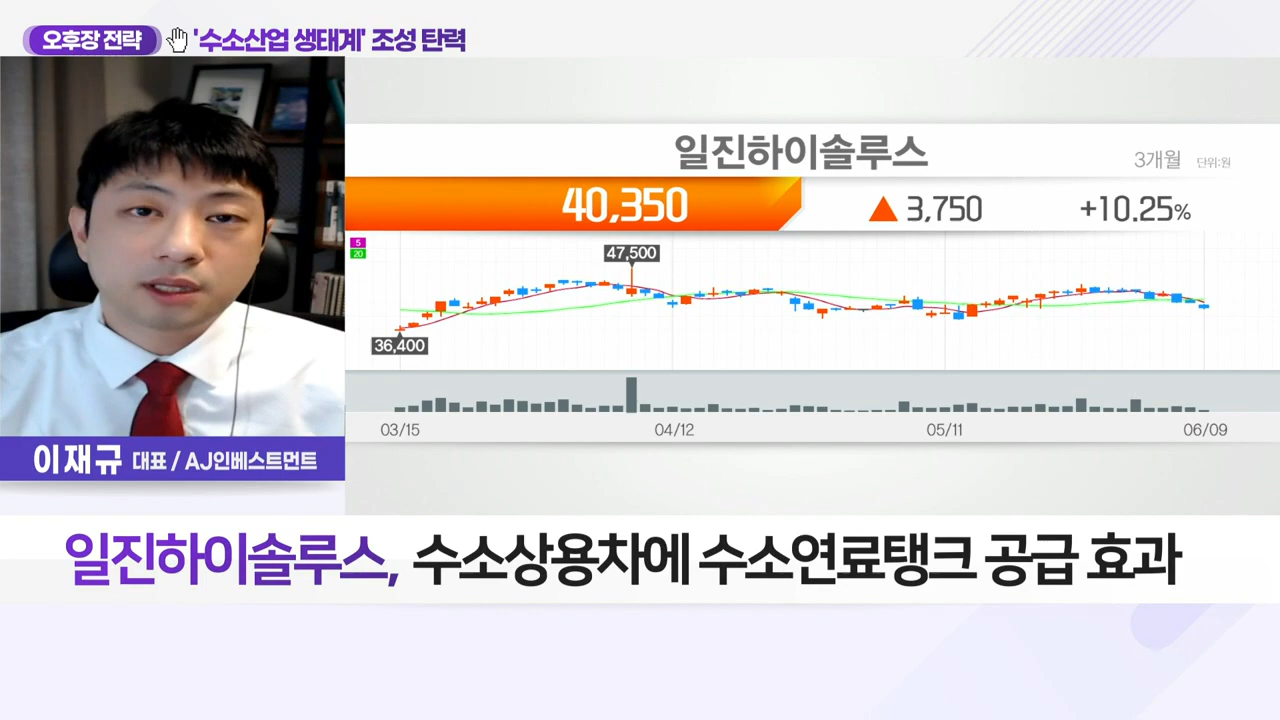 오후장 전략 '수소산업 생태계' 조성 탄력
일진하이솔루스
3개월 단위:원
40,350 ▲ 3,750 +10.25%
5
20
47,500
36,400
03/15 04/12 05/11 06/09
이재규 대표 / AJ인베스트먼트
일진하이솔루스, 수소상용차에 수소연료탱크 공급 효과